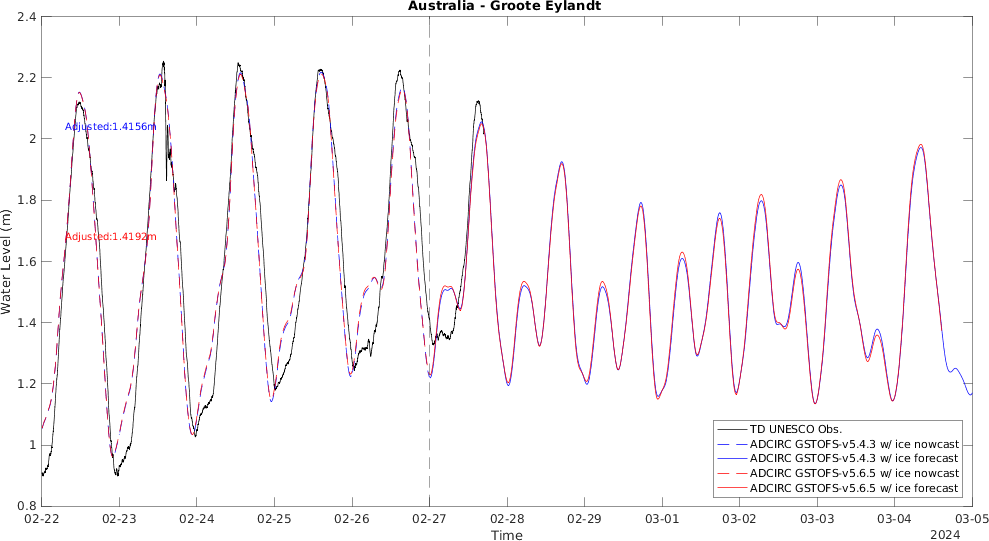 Australia - Groote Eylandt
2.4
2.2
2
1.8
1.6
1.4
1.2
1
0.8
Water Level (m)
Adjusted:1.4156m
Adjusted:1.4192m
TD UNESCO Obs.
ADCIRC GSTOFS-v5.4.3 w/ ice nowcast
ADCIRC GSTOFS-v5.4.3 w/ ice forecast
ADCIRC GSTOFS-v5.6.5 w/ ice nowcast
ADCIRC GSTOFS-v5.6.5 w/ ice forecast
02-22 02-23 02-24 02-25 02-26 02-27 02-28 02-29 03-01 03-02 03-03 03-04 03-05
Time
2024